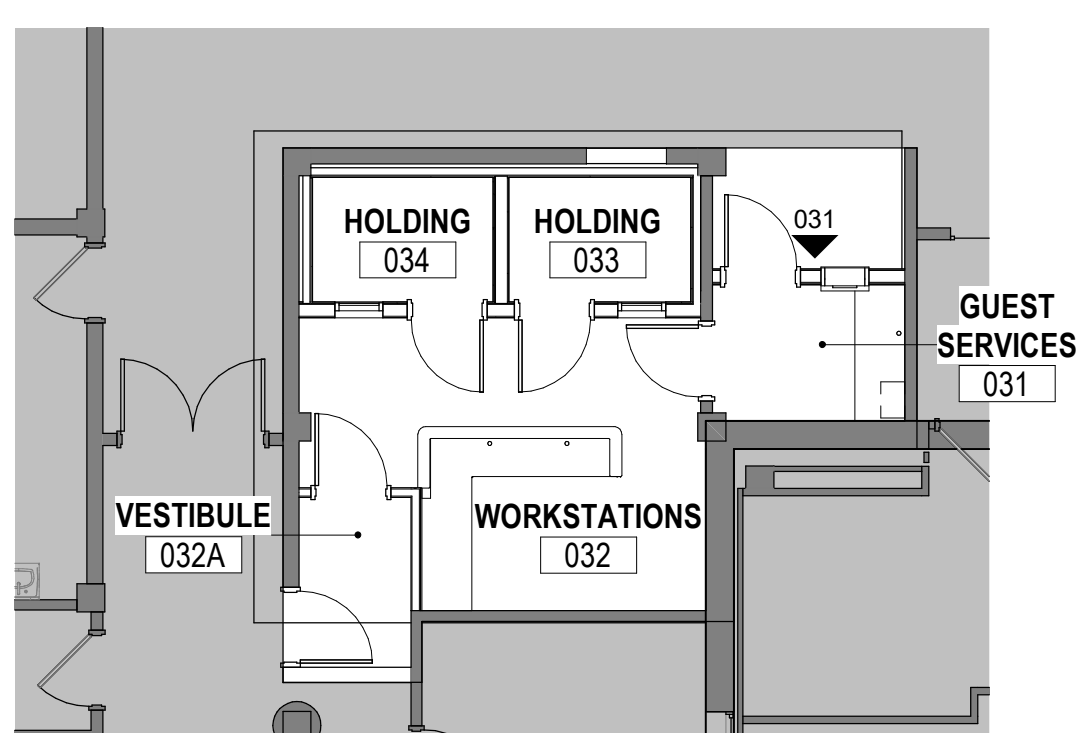 HOLDING
034
HOLDING
033
031
GUEST
SERVICES
031
VESTIBULE
032A
WORKSTATIONS
032